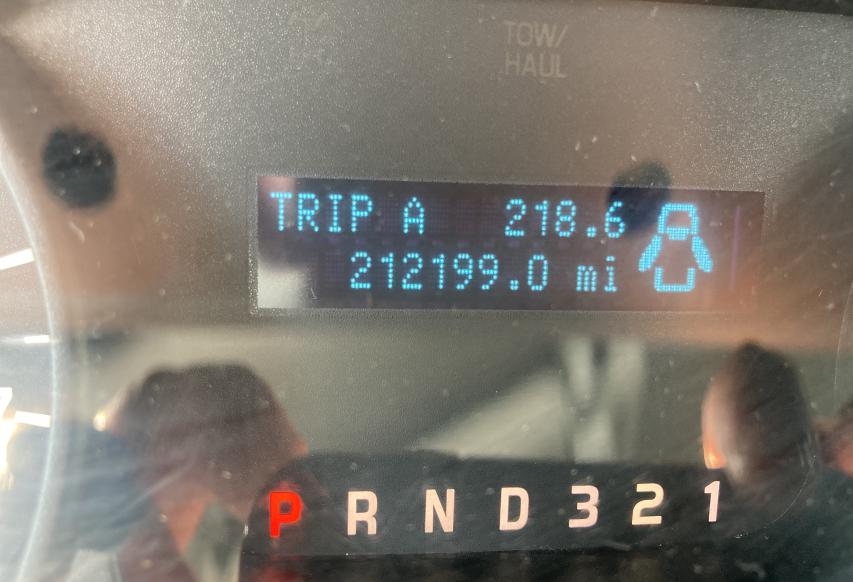 TOW/
HAUL
TRIP A 218.6
212199.0 mi
P R N D 3 2 1